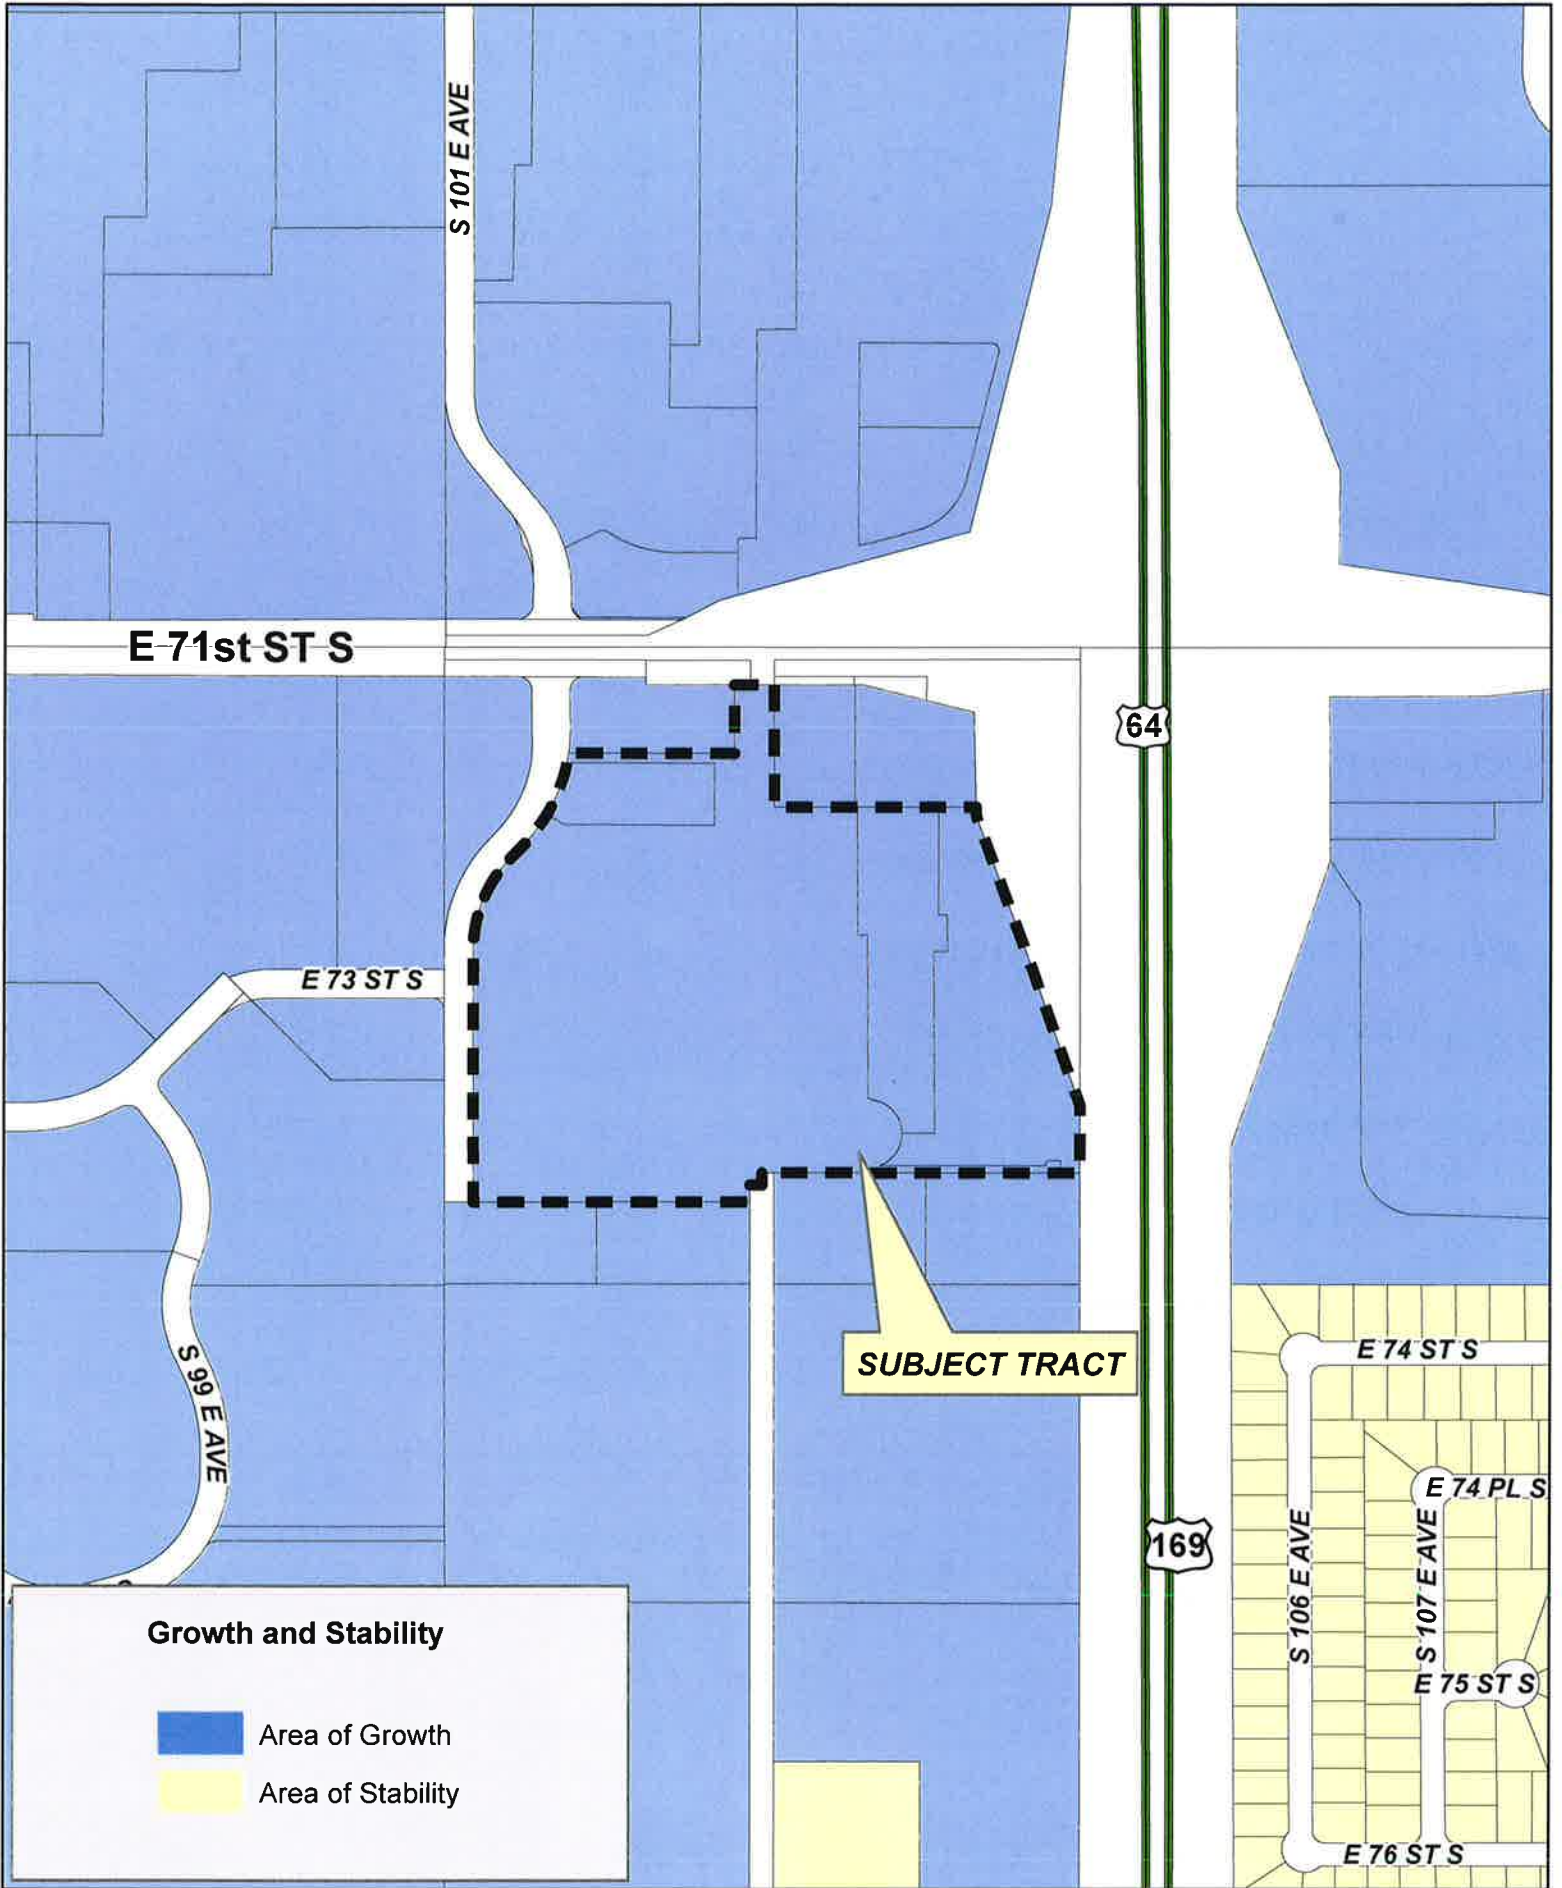 S 101 E AVE
E 71st ST S
64
E 73 ST S
SUBJECT TRACT
E 74 ST S
S 99 E AVE
E 74 PL S
169
S 106 E AVE
S 107 E AVE
E 75 ST S
E 76 ST S
Growth and Stability
Area of Growth
Area of Stability